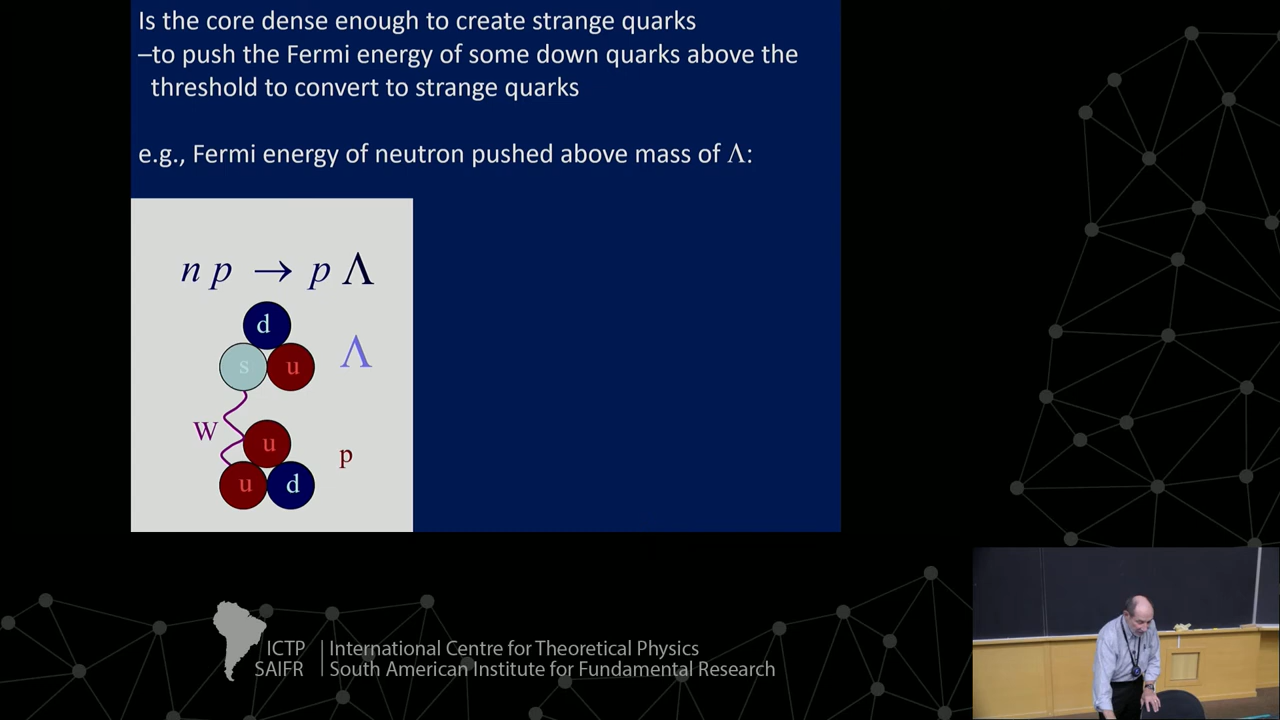 Is the core dense enough to create strange quarks
–to push the Fermi energy of some down quarks above the
threshold to convert to strange quarks
e.g., Fermi energy of neutron pushed above mass of Λ:
n p → p Λ
d
s u Λ
W
u
p
u d
ICTP | International Centre for Theoretical Physics
SAIFR | South American Institute for Fundamental Research